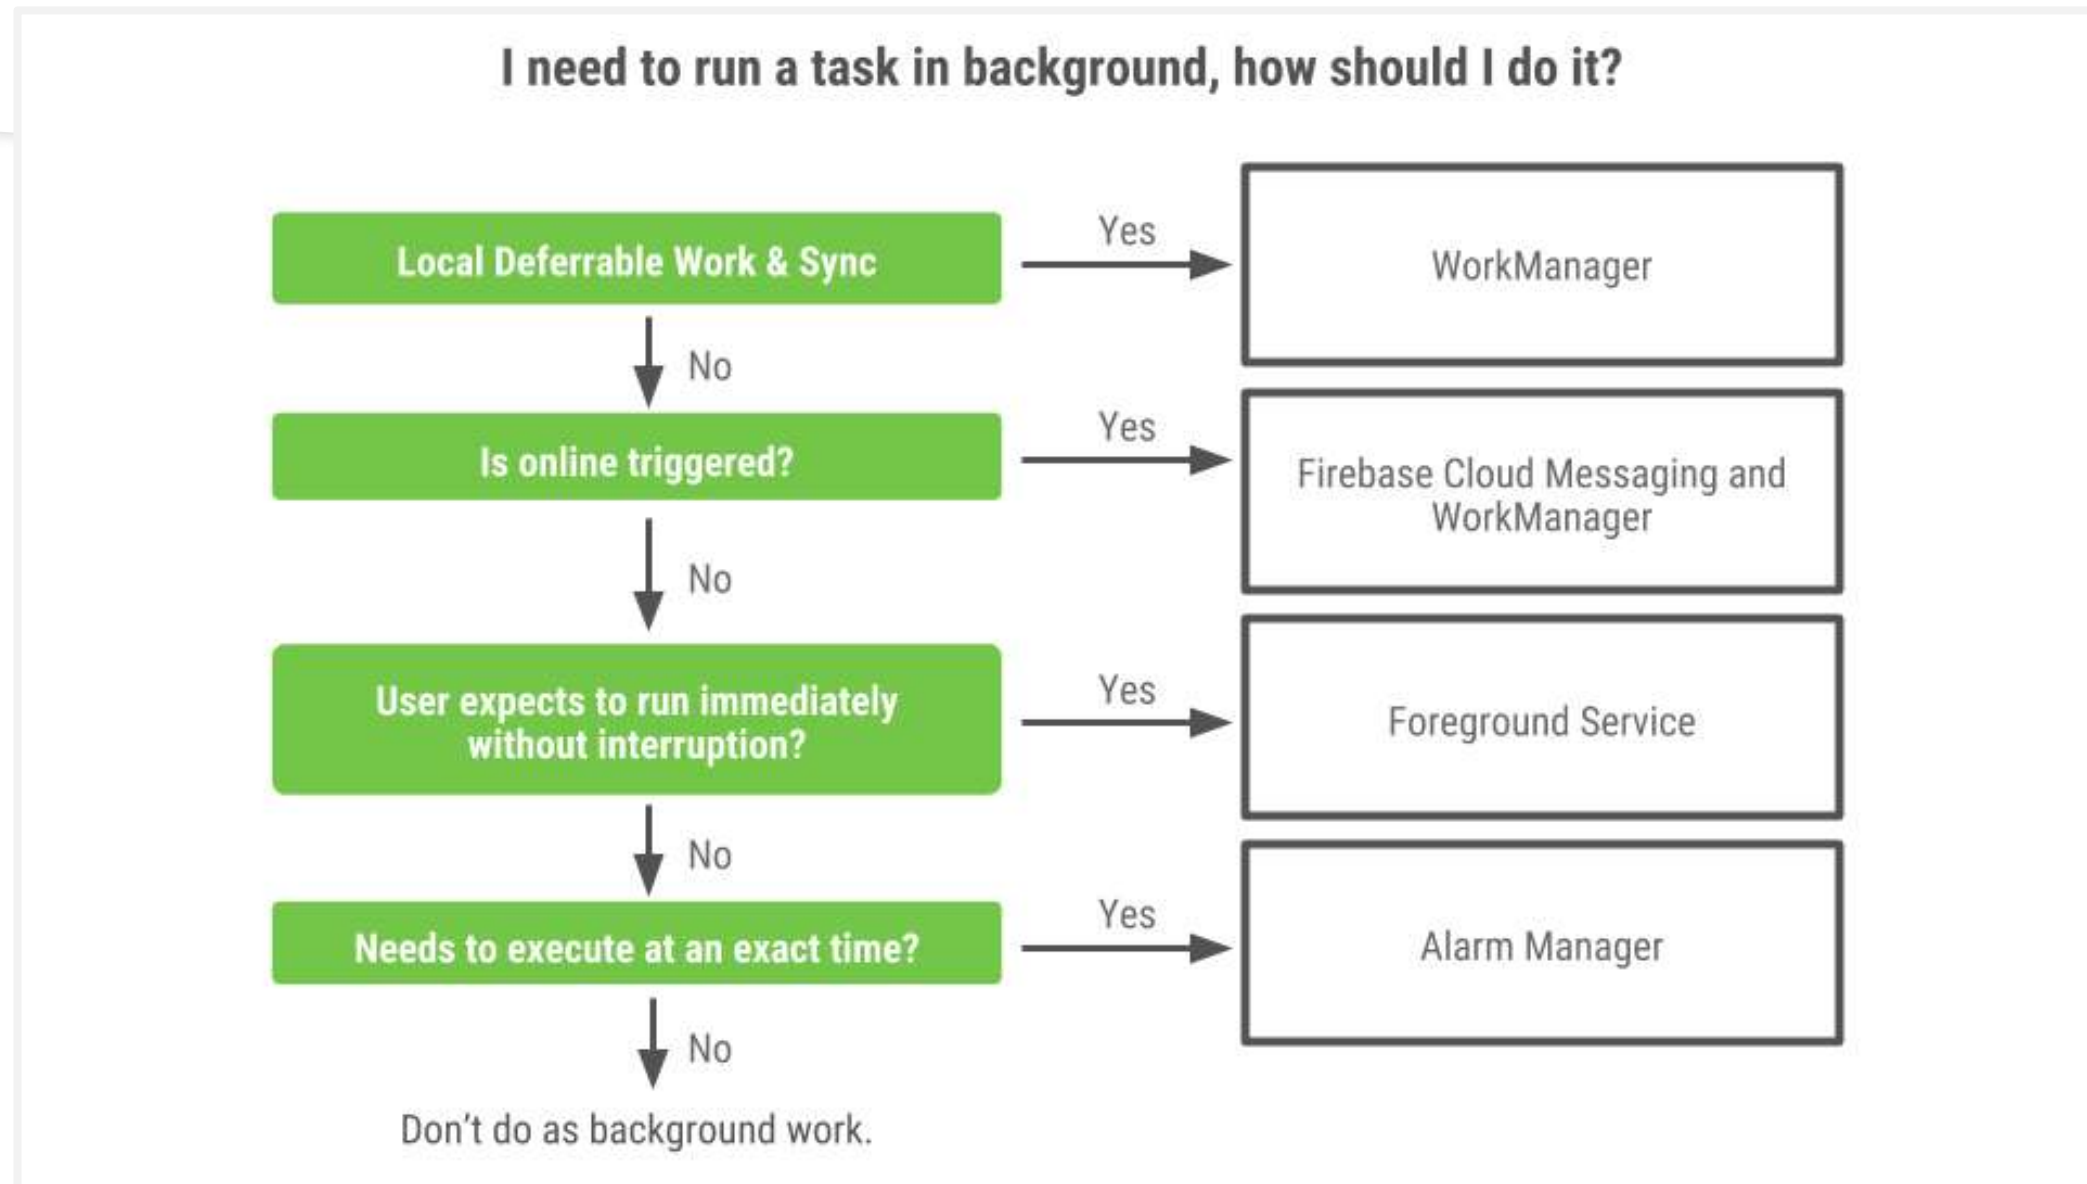 I need to run a task in background, how should I do it?
Local Deferrable Work & Sync
Yes
WorkManager
No
Is online triggered?
Yes
Firebase Cloud Messaging and
WorkManager
No
User expects to run immediately
without interruption?
Yes
Foreground Service
No
Needs to execute at an exact time?
Yes
Alarm Manager
No
Don't do as background work.